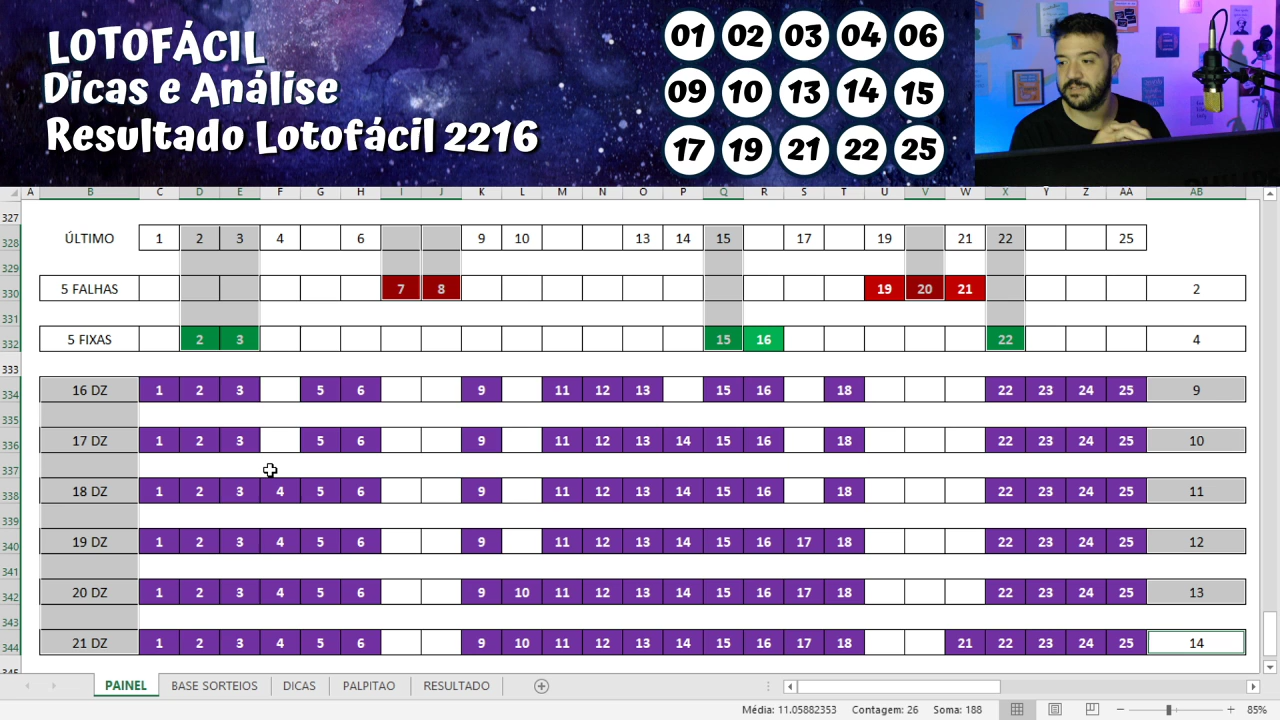 LOTOFÁCIL
Dicas e Análise
Resultado Lotofácil 2216
01 02 03 04 06
09 10 13 14 15
17 19 21 22 25
A B C D E F G H I J K L M N O P Q R S T U V W X Y Z AA AB
327
328 ÚLTIMO 1 2 3 4 6 9 10 13 14 15 17 19 21 22 25
329
330 5 FALHAS 7 8 19 20 21 2
331
332 5 FIXAS 2 3 15 16 22 4
333
334 16 DZ 1 2 3 5 6 9 11 12 13 15 16 18 22 23 24 25 9
335
336 17 DZ 1 2 3 5 6 9 11 12 13 14 15 16 18 22 23 24 25 10
337
338 18 DZ 1 2 3 4 5 6 9 11 12 13 14 15 16 18 22 23 24 25 11
339
340 19 DZ 1 2 3 4 5 6 9 11 12 13 14 15 16 17 18 22 23 24 25 12
341
342 20 DZ 1 2 3 4 5 6 9 10 11 12 13 14 15 16 17 18 22 23 24 25 13
343
344 21 DZ 1 2 3 4 5 6 9 10 11 12 13 14 15 16 17 18 21 22 23 24 25 14
345
PAINEL BASE SORTEIOS DICAS PALPITAO RESULTADO
Média: 11.05882353 Contagem: 26 Soma: 188 85%